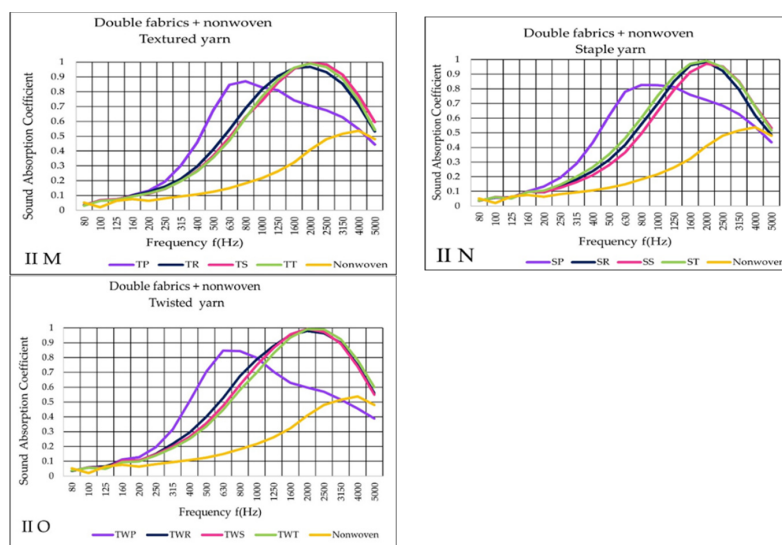 Double fabrics + nonwoven
Textured yarn
Sound Absorption Coefficient
1
0.9
0.8
0.7
0.6
0.5
0.4
0.3
0.2
0.1
0
80 100 125 160 200 250 315 400 500 630 800 1000 1250 1600 2000 2500 3150 4000 5000
Frequency f(Hz)
II M
TP TR TS TT Nonwoven
Double fabrics + nonwoven
Staple yarn
Sound Absorption Coefficient
1
0.9
0.8
0.7
0.6
0.5
0.4
0.3
0.2
0.1
0
80 100 125 160 200 250 315 400 500 630 800 1000 1250 1600 2000 2500 3150 4000 5000
Frequency f(Hz)
II N
SP SR SS ST Nonwoven
Double fabrics + nonwoven
Twisted yarn
Sound Absorption Coefficient
1
0.9
0.8
0.7
0.6
0.5
0.4
0.3
0.2
0.1
0
80 100 125 160 200 250 315 400 500 630 800 1000 1250 1600 2000 2500 3150 4000 5000
Frequency f(Hz)
II O
TWP TWR TWS TWT Nonwoven